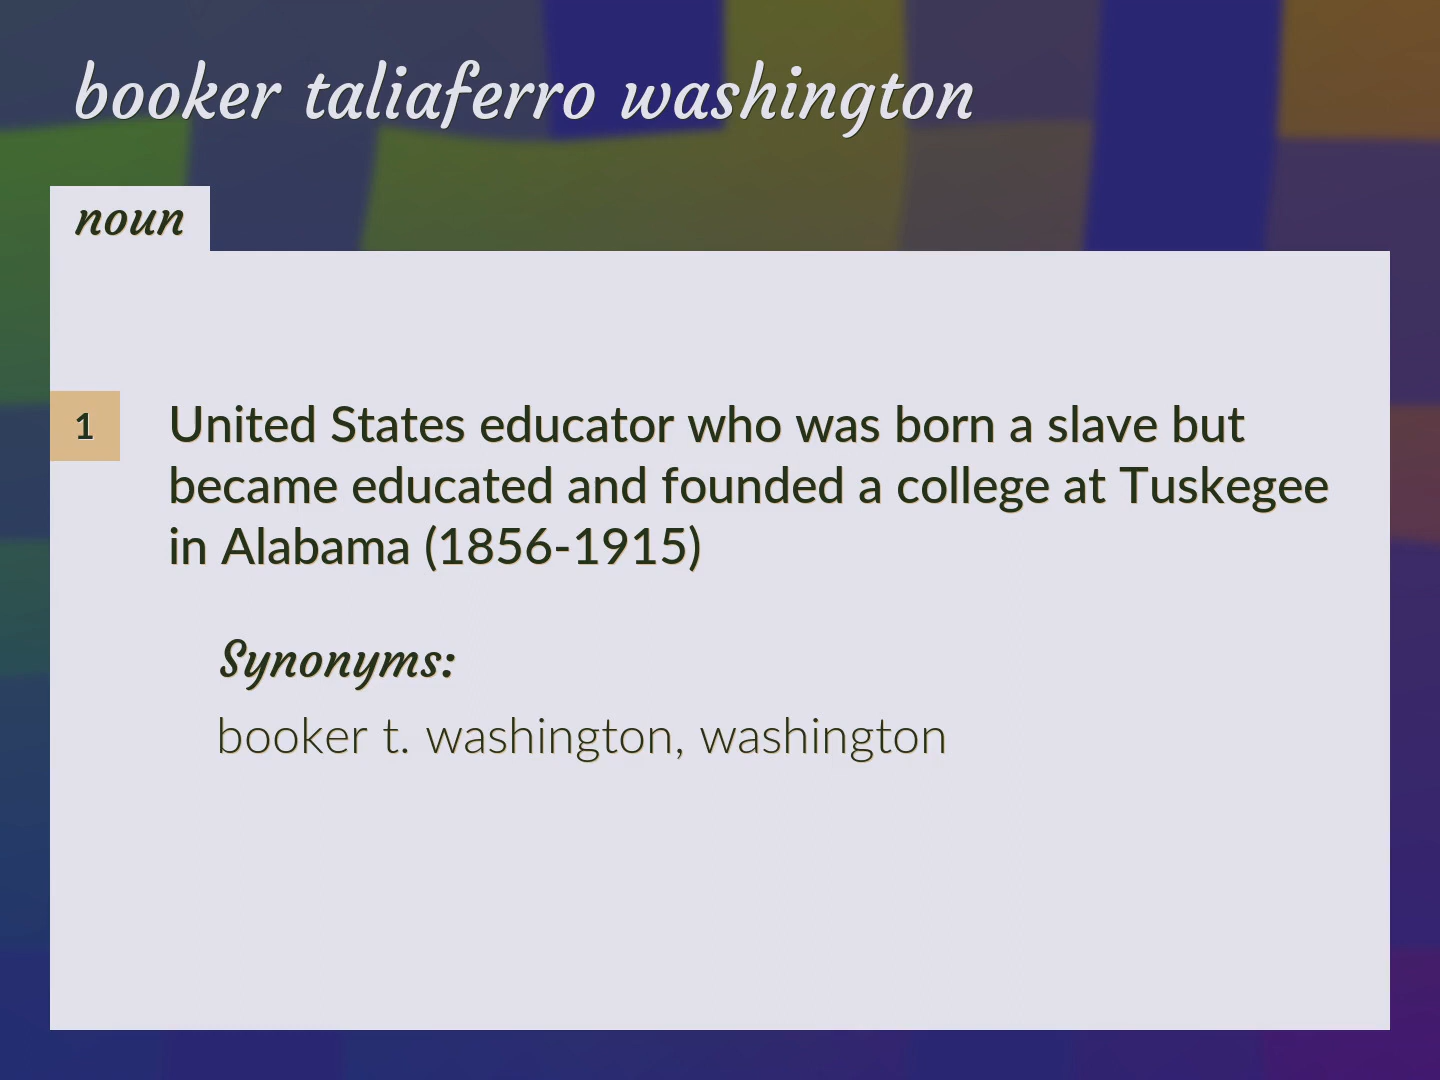 booker taliaferro washington
noun
1
United States educator who was born a slave but
became educated and founded a college at Tuskegee
in Alabama (1856-1915)
Synonyms:
booker t. washington, washington